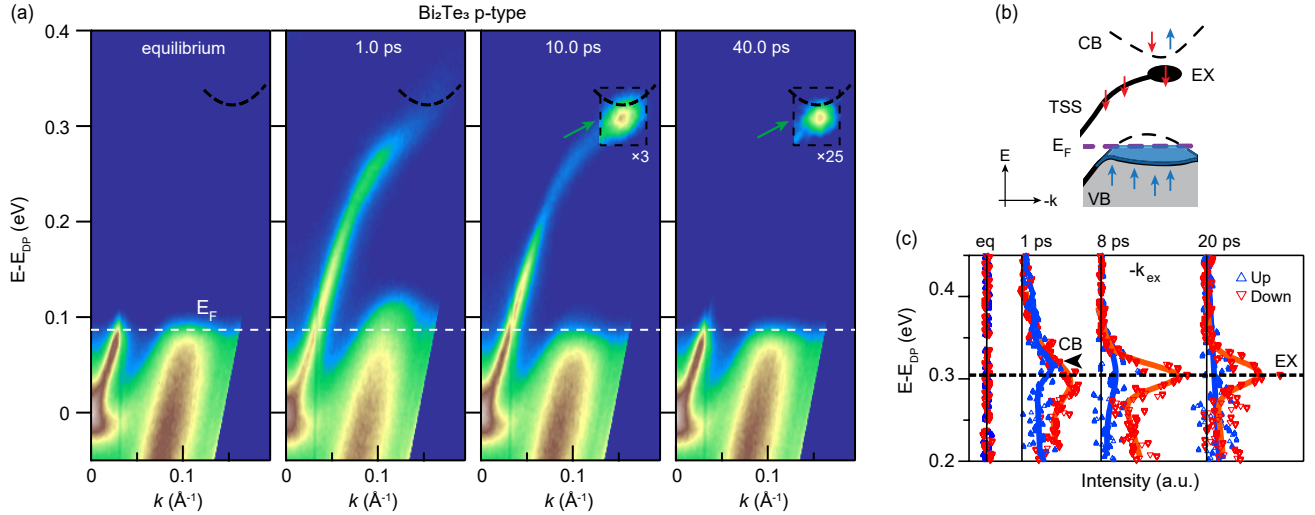 (a)
Bi₂Te₃ p-type
equilibrium
1.0 ps
10.0 ps
40.0 ps
×3
×25
E_F
0.4
0.3
0.2
0.1
0
E-E_DP (eV)
0 0.1
0 0.1
0 0.1
0 0.1
k (Å⁻¹)
k (Å⁻¹)
k (Å⁻¹)
k (Å⁻¹)
(b)
CB
EX
TSS
E_F
VB
E
-k
(c)
eq
1 ps
8 ps
20 ps
-k_ex
Up
Down
CB
EX
0.4
0.3
0.2
E-E_DP (eV)
Intensity (a.u.)